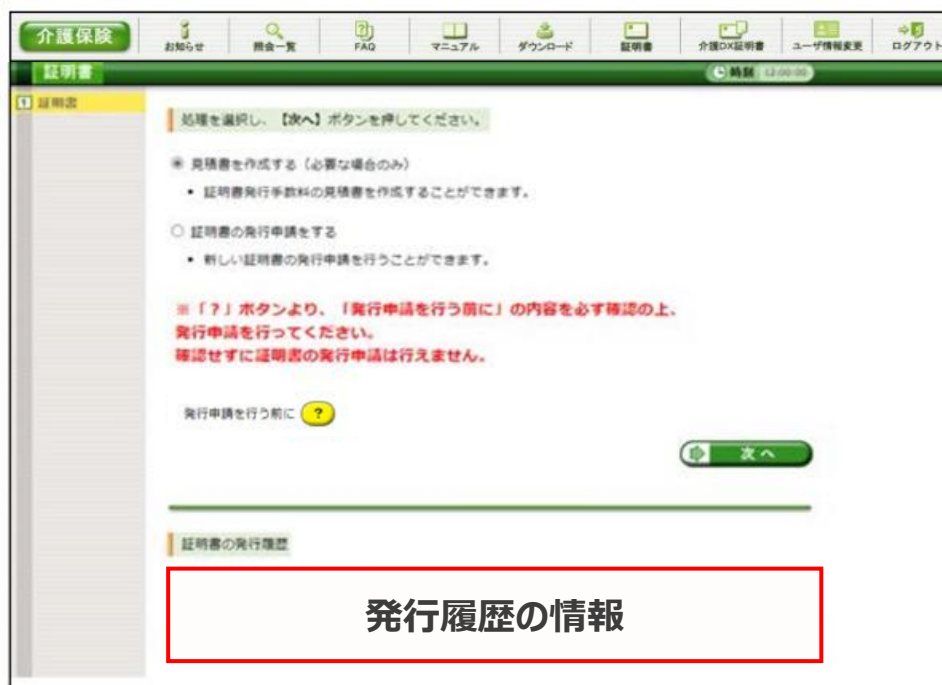 介護保険
お知らせ
照会一覧
FAQ
マニュアル
ダウンロード
証明書
介護DX証明書
ユーザ情報変更
ログアウト
証明書
時刻 12:00:00
1 証明書
処理を選択し、【次へ】ボタンを押してください。
見積書を作成する（必要な場合のみ）
• 証明書発行手数料の見積書を作成することができます。
証明書の発行申請をする
• 新しい証明書の発行申請を行うことができます。
※「？」ボタンより、「発行申請を行う前に」の内容を必ず確認の上、
発行申請を行ってください。
確認せずに証明書の発行申請は行えません。
発行申請を行う前に ?
次へ
証明書の発行履歴
発行履歴の情報